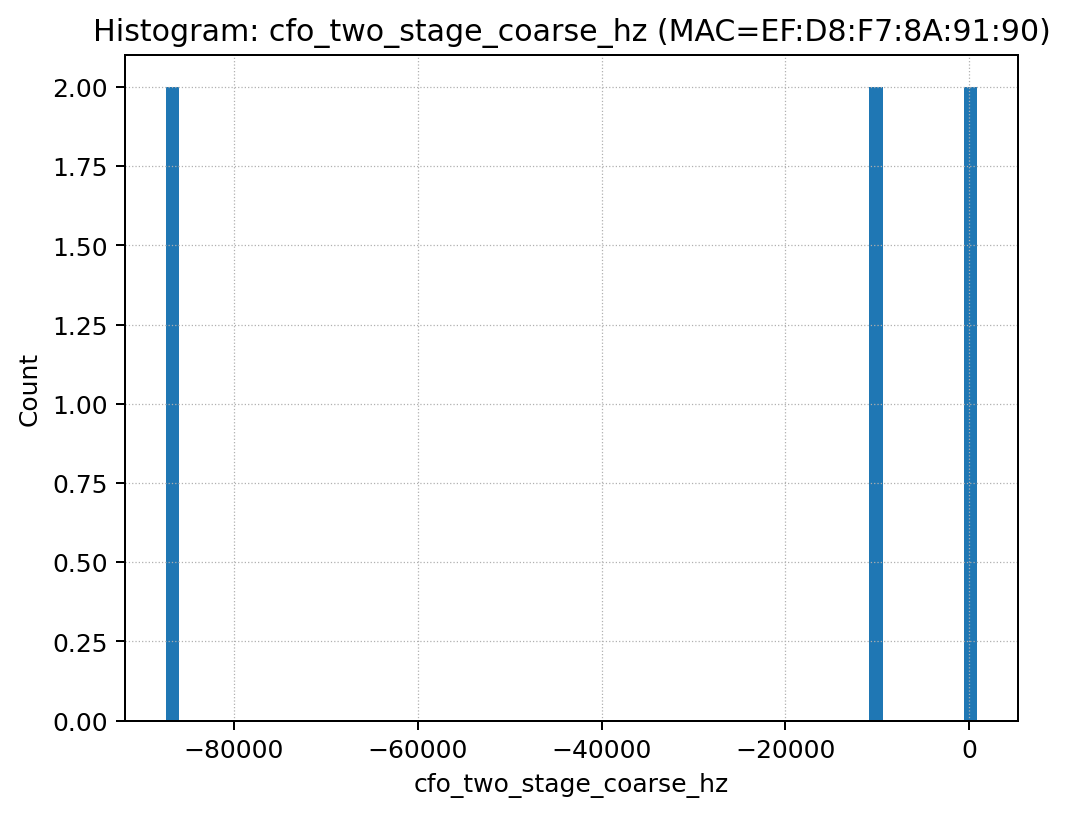 Histogram: cfo_two_stage_coarse_hz (MAC=EF:D8:F7:8A:91:90)
2.00
1.75
1.50
1.25
1.00
0.75
0.50
0.25
0.00
Count
−80000 −60000 −40000 −20000 0
cfo_two_stage_coarse_hz